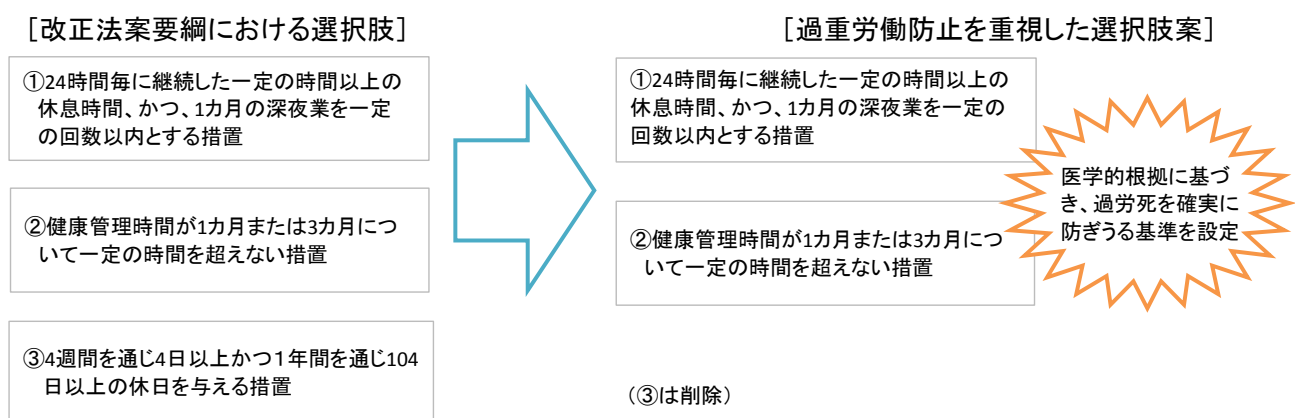 ［改正法案要綱における選択肢］
①24時間毎に継続した一定の時間以上の
休息時間、かつ、1カ月の深夜業を一定
の回数以内とする措置
②健康管理時間が1カ月または3カ月につ
いて一定の時間を超えない措置
③4週間を通じ4日以上かつ１年間を通じ104
日以上の休日を与える措置
［過重労働防止を重視した選択肢案］
①24時間毎に継続した一定の時間以上の
休息時間、かつ、1カ月の深夜業を一定の
回数以内とする措置
②健康管理時間が1カ月または3カ月につ
いて一定の時間を超えない措置
（③は削除）
医学的根拠に基づ
き、過労死を確実に
防ぎうる基準を設定